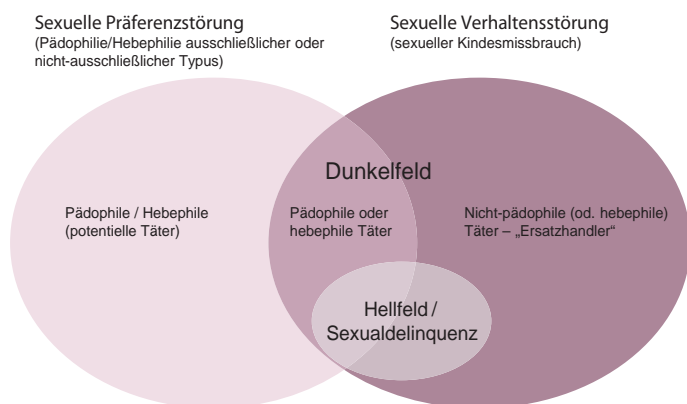 Sexuelle Präferenzstörung
(Pädophilie/Hebephilie ausschließlicher oder
nicht-ausschließlicher Typus)
Sexuelle Verhaltensstörung
(sexueller Kindesmissbrauch)
Dunkelfeld
Pädophile / Hebephile
(potentielle Täter)
Pädophile oder
hebephile Täter
Nicht-pädophile (od. hebephile)
Täter – „Ersatzhandler“
Hellfeld /
Sexualdelinquenz